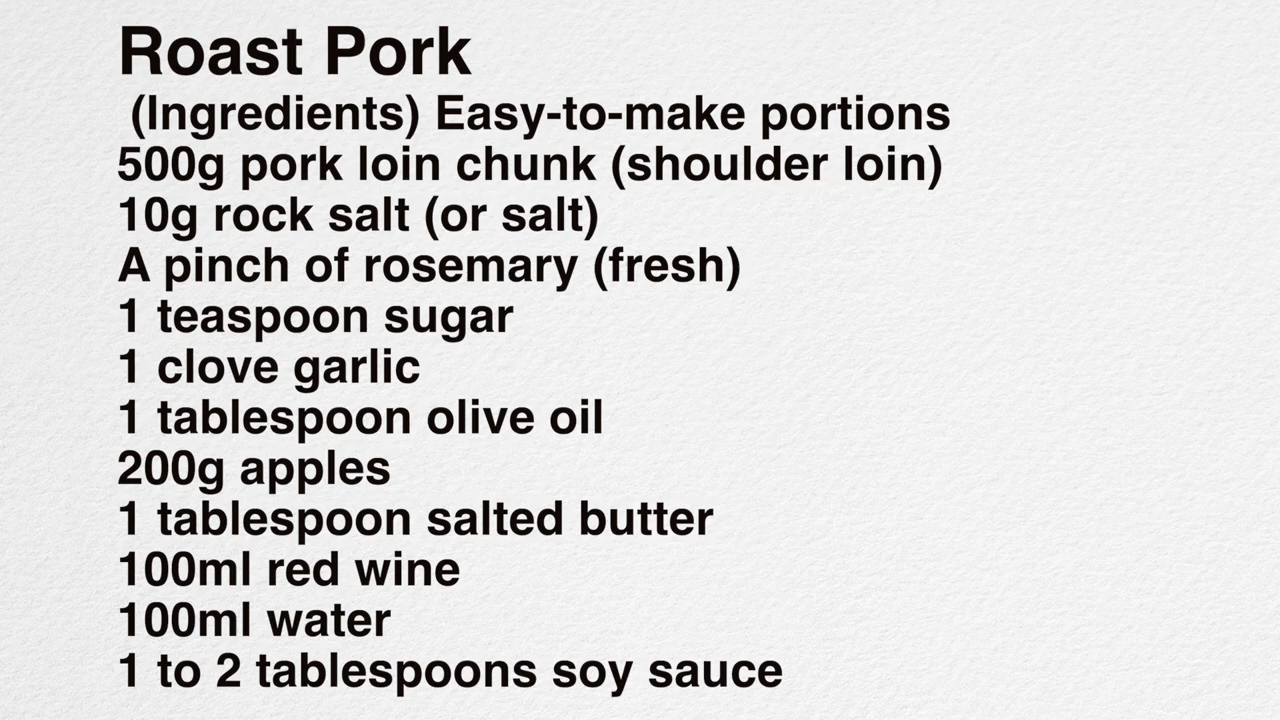 Roast Pork
(Ingredients) Easy-to-make portions
500g pork loin chunk (shoulder loin)
10g rock salt (or salt)
A pinch of rosemary (fresh)
1 teaspoon sugar
1 clove garlic
1 tablespoon olive oil
200g apples
1 tablespoon salted butter
100ml red wine
100ml water
1 to 2 tablespoons soy sauce